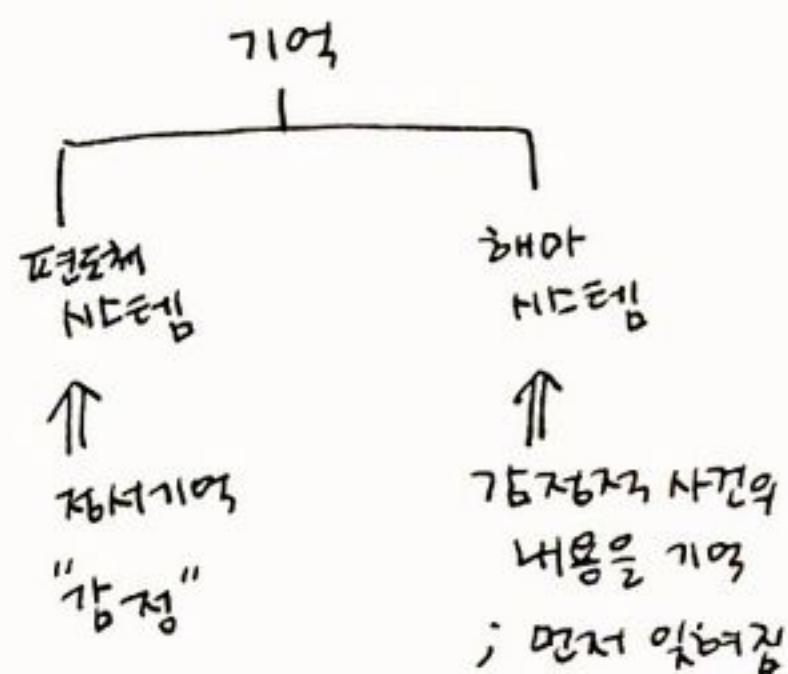 기억
편도체
시스템
정서기억
"감정"
해마
시스템
감정적 사건의
내용을 기억
; 먼저 잊혀짐